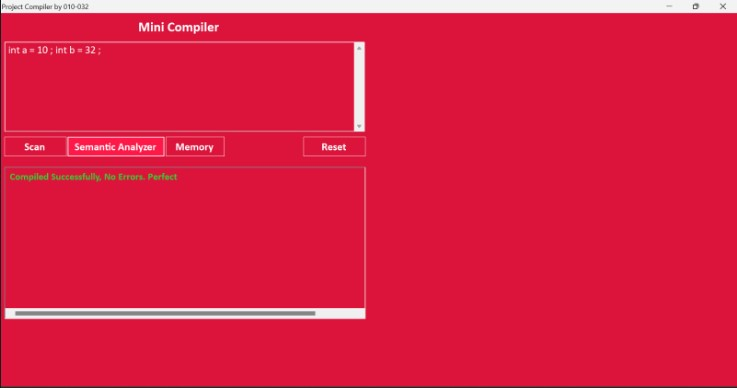 Project Compiler by 010-032
Mini Compiler
int a = 10 ; int b = 32 ;
Scan Semantic Analyzer Memory Reset
Compiled Successfully, No Errors. Perfect